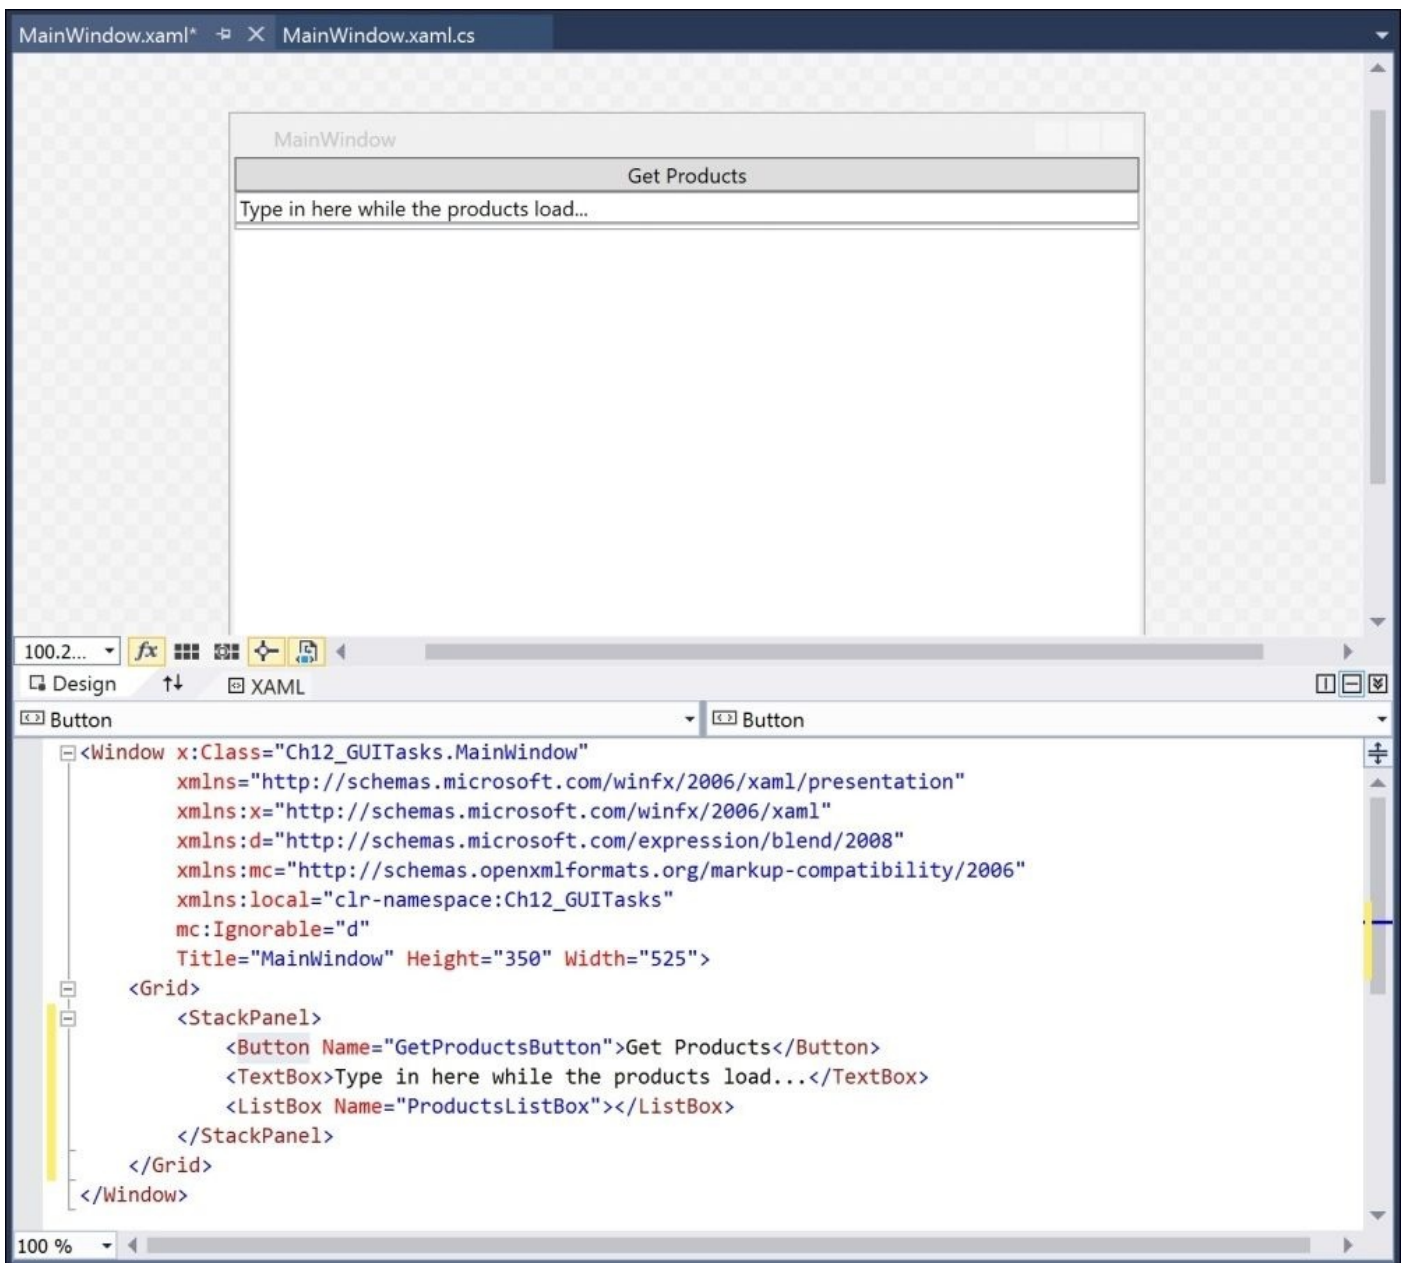 MainWindow.xaml* MainWindow.xaml.cs
MainWindow
Get Products
Type in here while the products load...
100.2... fx
Design XAML
Button Button
<Window x:Class="Ch12_GUITasks.MainWindow"
xmlns="http://schemas.microsoft.com/winfx/2006/xaml/presentation"
xmlns:x="http://schemas.microsoft.com/winfx/2006/xaml"
xmlns:d="http://schemas.microsoft.com/expression/blend/2008"
xmlns:mc="http://schemas.openxmlformats.org/markup-compatibility/2006"
xmlns:local="clr-namespace:Ch12_GUITasks"
mc:Ignorable="d"
Title="MainWindow" Height="350" Width="525">
<Grid>
<StackPanel>
<Button Name="GetProductsButton">Get Products</Button>
<TextBox>Type in here while the products load...</TextBox>
<ListBox Name="ProductsListBox"></ListBox>
</StackPanel>
</Grid>
</Window>
100 %